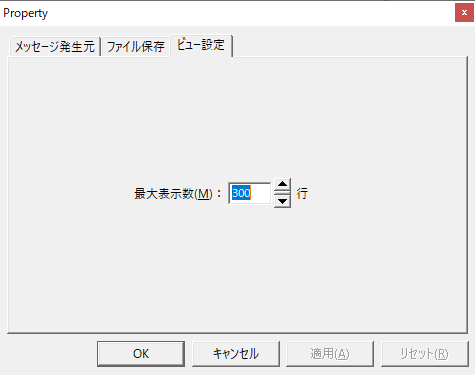 Property
メッセージ発生元 ファイル保存 ビュー設定
最大表示数(M)： 300 行
OK キャンセル 適用(A) リセット(R)